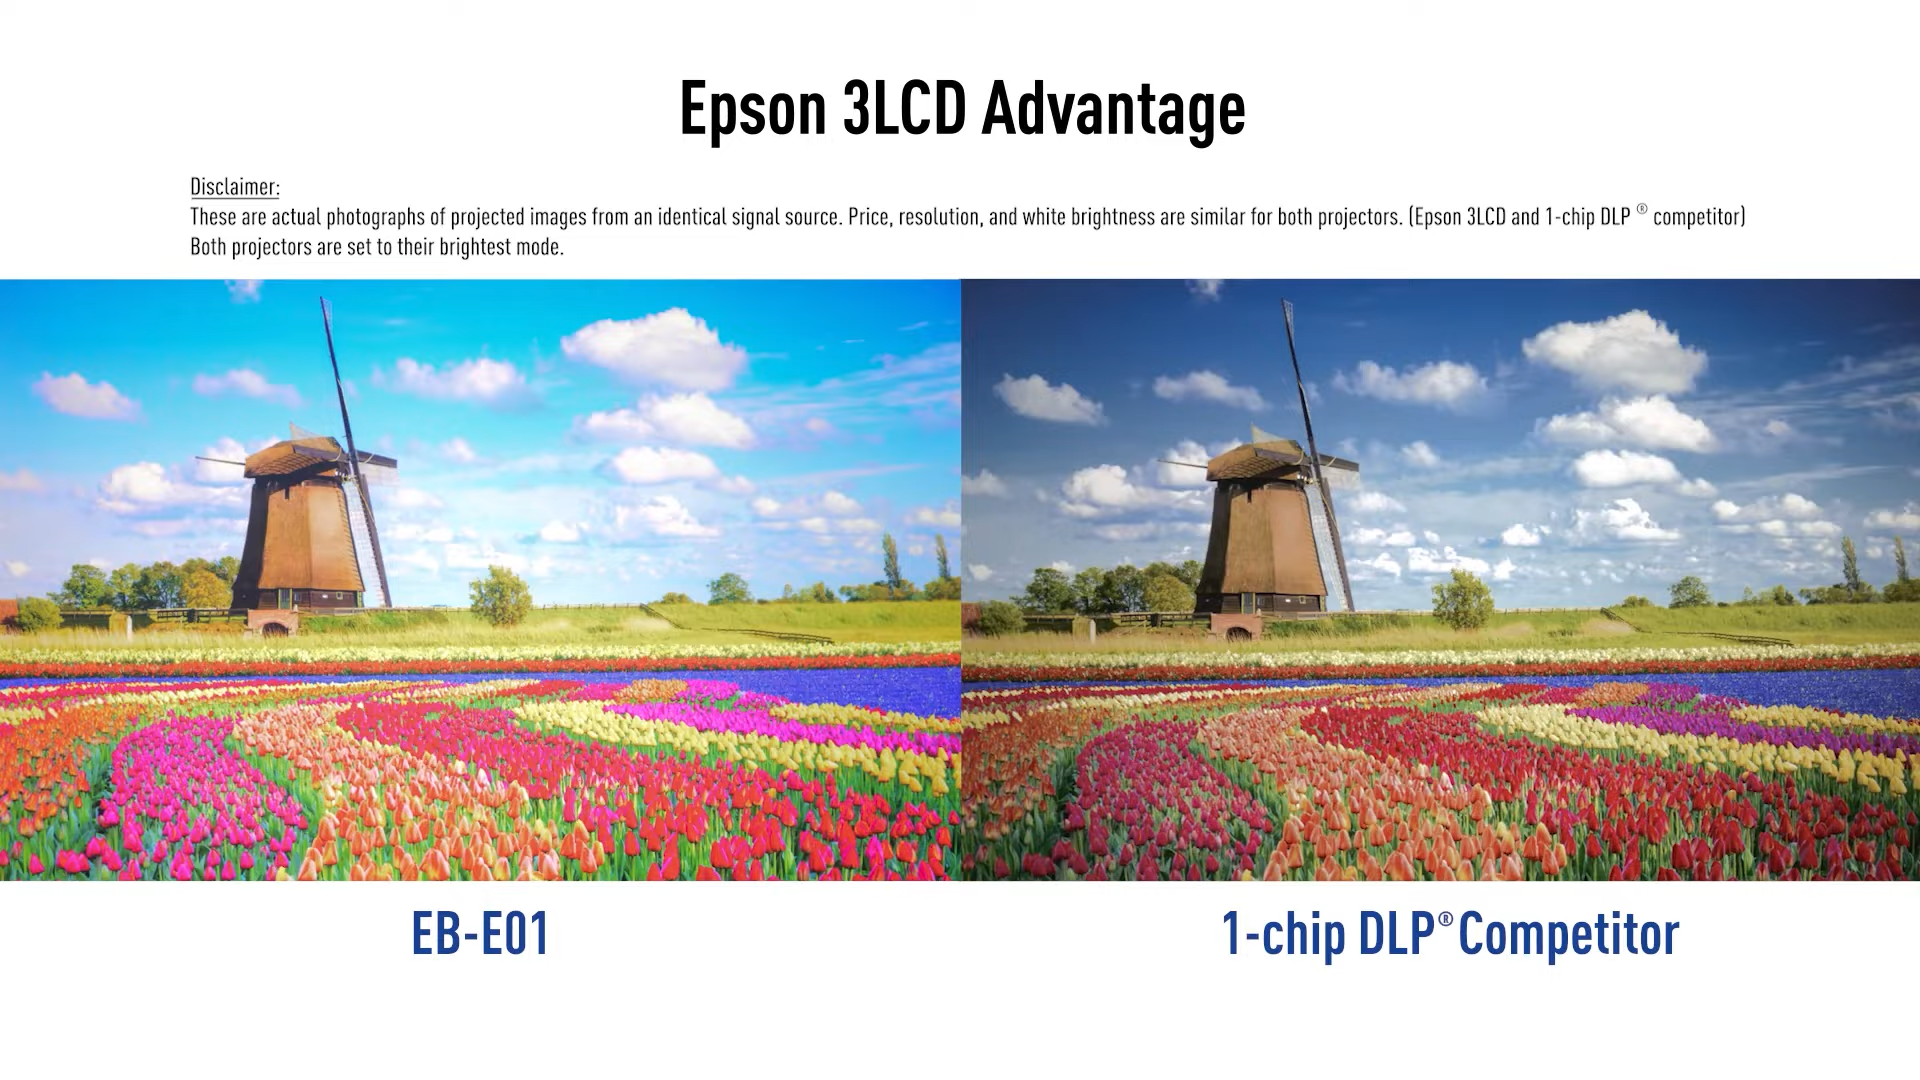 Epson 3LCD Advantage
Disclaimer:
These are actual photographs of projected images from an identical signal source. Price, resolution, and white brightness are similar for both projectors. (Epson 3LCD and 1-chip DLP ® competitor)
Both projectors are set to their brightest mode.
EB-E01
1-chip DLP® Competitor